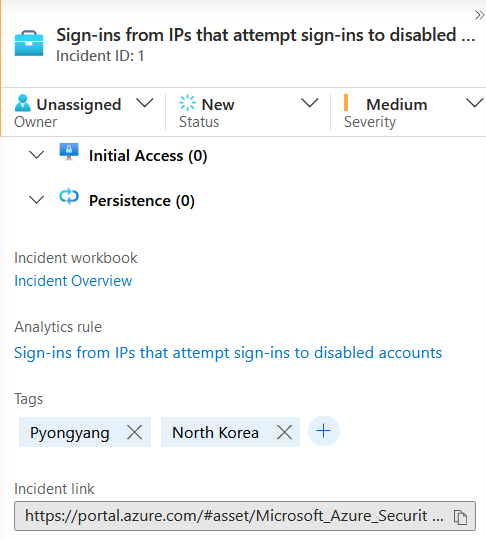 Sign-ins from IPs that attempt sign-ins to disabled ...
Incident ID: 1
Unassigned
Owner
New
Status
Medium
Severity
Initial Access (0)
Persistence (0)
Incident workbook
Incident Overview
Analytics rule
Sign-ins from IPs that attempt sign-ins to disabled accounts
Tags
Pyongyang
North Korea
Incident link
https://portal.azure.com/#asset/Microsoft_Azure_Securit ...